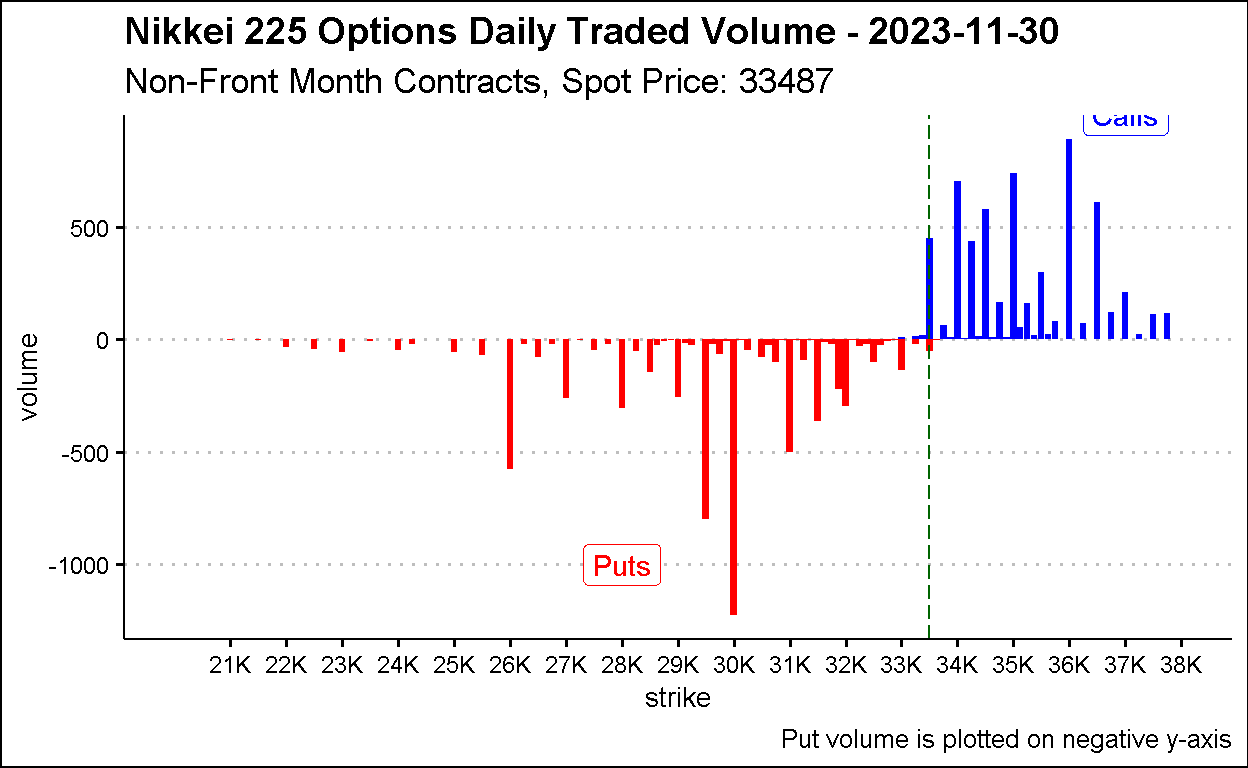 Nikkei 225 Options Daily Traded Volume - 2023-11-30
Non-Front Month Contracts, Spot Price: 33487
Calls
500
0
-500
-1000
volume
Puts
21K 22K 23K 24K 25K 26K 27K 28K 29K 30K 31K 32K 33K 34K 35K 36K 37K 38K
strike
Put volume is plotted on negative y-axis